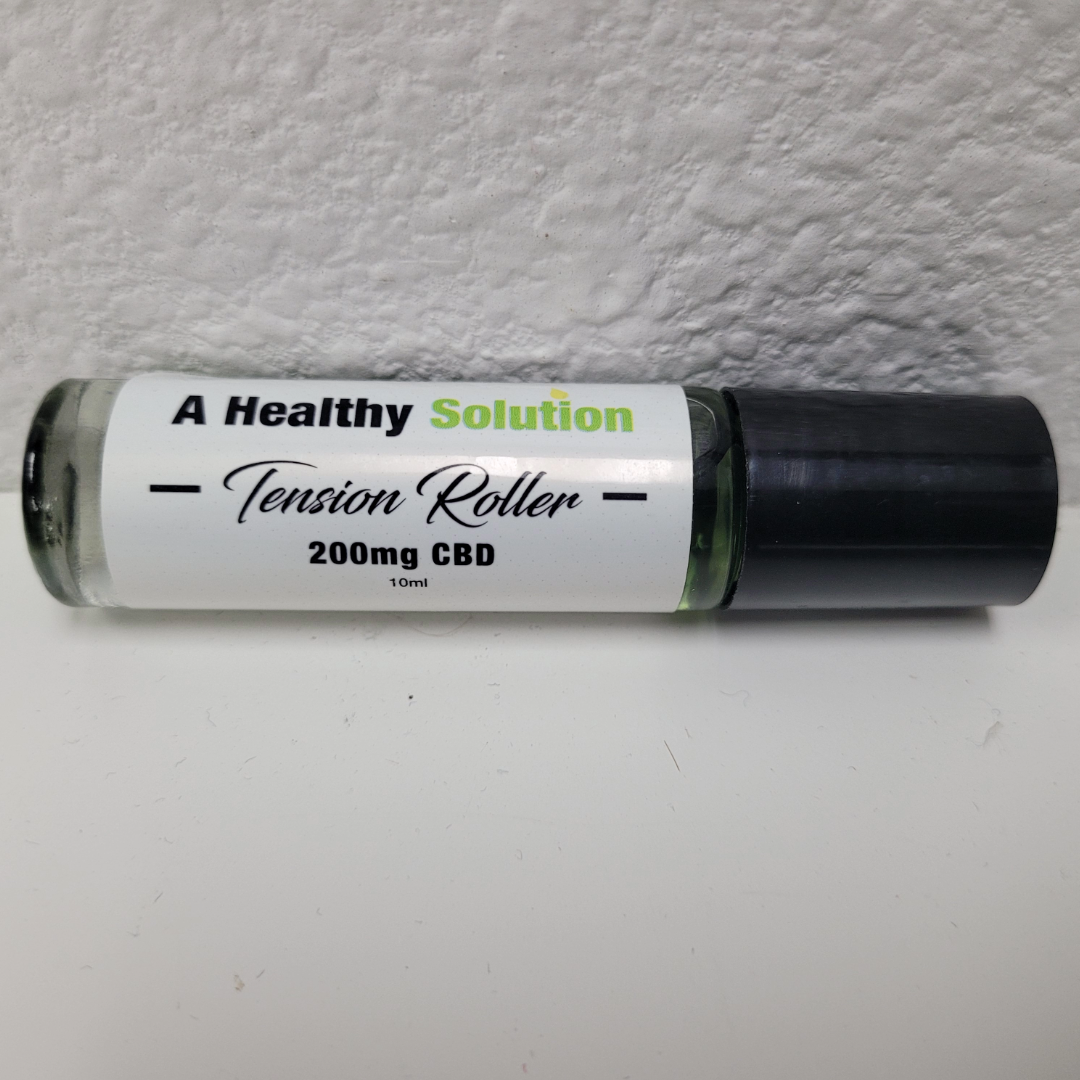 A Healthy Solution
— Tension Roller —
200mg CBD
10ml